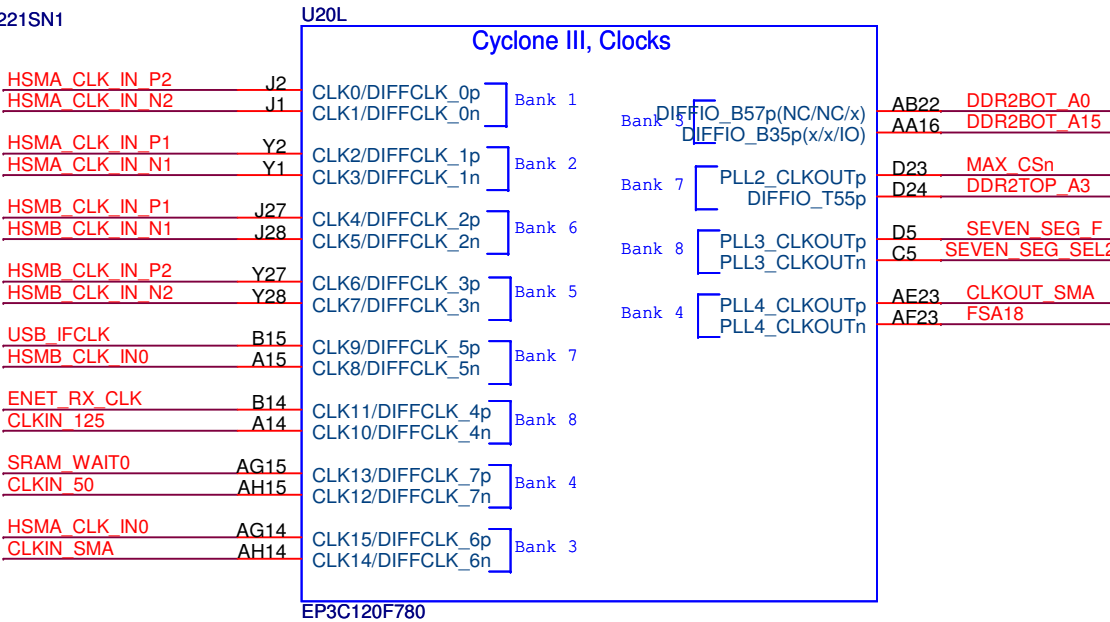 221SN1
U20L
Cyclone III, Clocks
HSMA_CLK_IN_P2 J2 CLK0/DIFFCLK_0p
HSMA_CLK_IN_N2 J1 CLK1/DIFFCLK_0n
Bank 1
HSMA_CLK_IN_P1 Y2 CLK2/DIFFCLK_1p
HSMA_CLK_IN_N1 Y1 CLK3/DIFFCLK_1n
Bank 2
HSMB_CLK_IN_P1 J27 CLK4/DIFFCLK_2p
HSMB_CLK_IN_N1 J28 CLK5/DIFFCLK_2n
Bank 6
HSMB_CLK_IN_P2 Y27 CLK6/DIFFCLK_3p
HSMB_CLK_IN_N2 Y28 CLK7/DIFFCLK_3n
Bank 5
USB_IFCLK B15 CLK9/DIFFCLK_5p
HSMB_CLK_IN0 A15 CLK8/DIFFCLK_5n
Bank 7
ENET_RX_CLK B14 CLK11/DIFFCLK_4p
CLKIN_125 A14 CLK10/DIFFCLK_4n
Bank 8
SRAM_WAIT0 AG15 CLK13/DIFFCLK_7p
CLKIN_50 AH15 CLK12/DIFFCLK_7n
Bank 4
HSMA_CLK_IN0 AG14 CLK15/DIFFCLK_6p
CLKIN_SMA AH14 CLK14/DIFFCLK_6n
Bank 3
Bank 3
DIFFIO_B57p(NC/NC/x) AB22 DDR2BOT_A0
DIFFIO_B35p(x/x/IO) AA16 DDR2BOT_A15
Bank 7
PLL2_CLKOUTp D23 MAX_CSn
DIFFIO_T55p D24 DDR2TOP_A3
Bank 8
PLL3_CLKOUTp D5 SEVEN_SEG_F
PLL3_CLKOUTn C5 SEVEN_SEG_SEL2
Bank 4
PLL4_CLKOUTp AE23 CLKOUT_SMA
PLL4_CLKOUTn AF23 FSA18
EP3C120F780